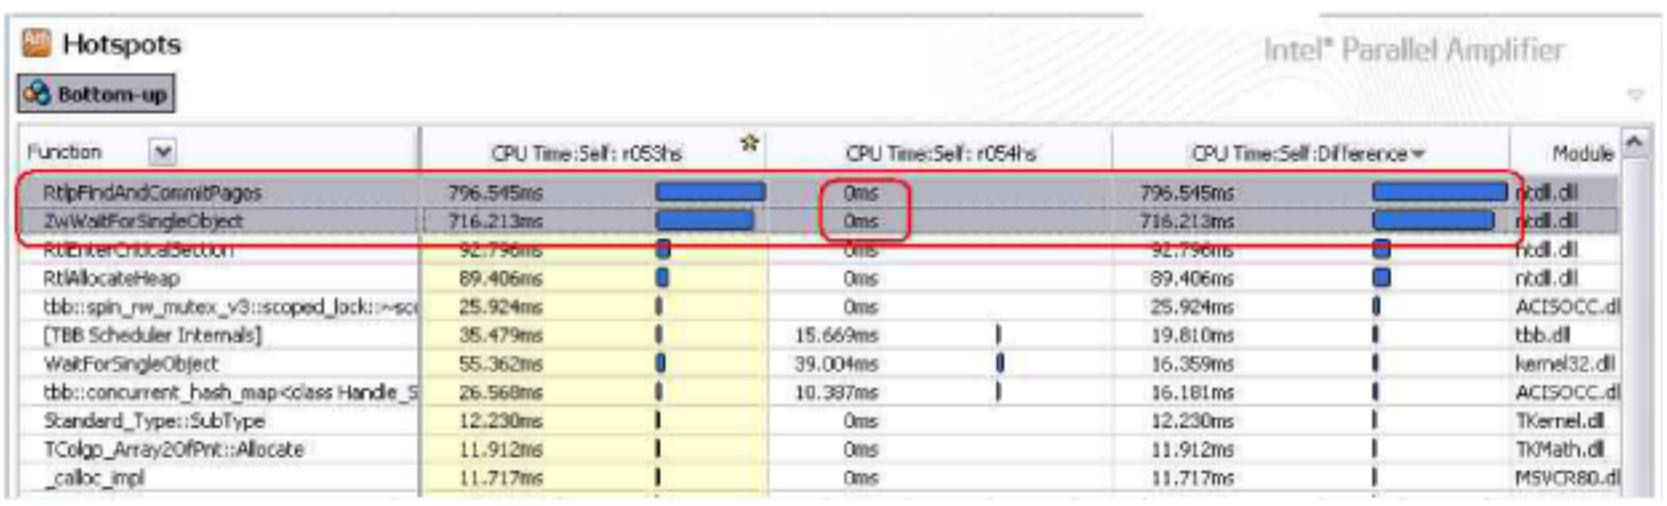 Hotspots
Intel® Parallel Amplifier
Bottom-up
Function CPU Time:Self: r053hs CPU Time:Self: r054hs CPU Time:Self:Difference Module
RtlpFindAndCommitPages 796.545ms 0ms 796.545ms ntdll.dll
ZwWaitForSingleObject 716.213ms 0ms 716.213ms ntdll.dll
RtlEnterCriticalSection 92.796ms 0ms 92.796ms ntdll.dll
RtlAllocateHeap 89.406ms 0ms 89.406ms ntdll.dll
tbb::spin_rw_mutex_v3::scoped_lock::~sco 25.924ms 0ms 25.924ms ACISOCC.dl
[TBB Scheduler Internals] 35.479ms 15.669ms 19.810ms tbb.dll
WaitForSingleObject 55.362ms 39.004ms 16.359ms kernel32.dll
tbb::concurrent_hash_map<class Handle_S 26.568ms 10.387ms 16.181ms ACISOCC.dl
Standard_Type::SubType 12.230ms 0ms 12.230ms TKernel.dll
TColgp_Array2OfPnt::Allocate 11.912ms 0ms 11.912ms TKMath.dll
_calloc_impl 11.717ms 0ms 11.717ms MSVCR80.dl